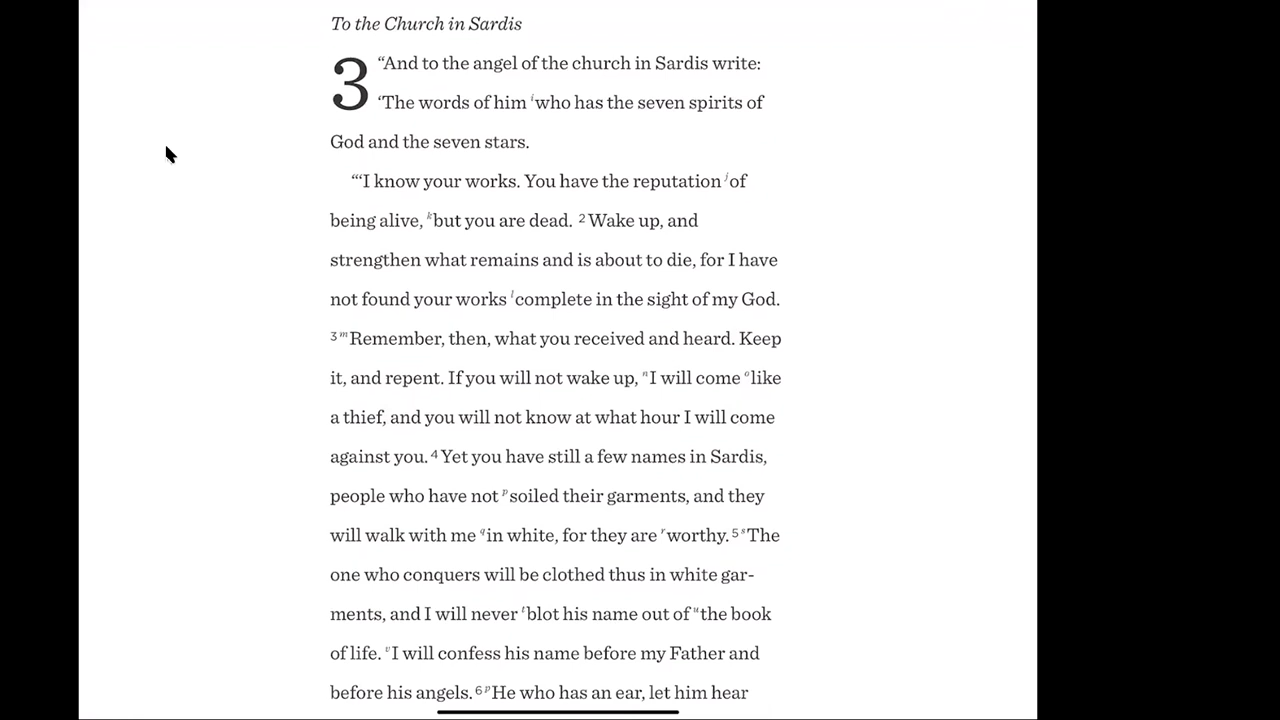 To the Church in Sardis
3 “And to the angel of the church in Sardis write:
‘The words of him i who has the seven spirits of
God and the seven stars.
“‘I know your works. You have the reputation j of
being alive, k but you are dead. 2 Wake up, and
strengthen what remains and is about to die, for I have
not found your works l complete in the sight of my God.
3 m Remember, then, what you received and heard. Keep
it, and repent. If you will not wake up, n I will come o like
a thief, and you will not know at what hour I will come
against you. 4 Yet you have still a few names in Sardis,
people who have not p soiled their garments, and they
will walk with me q in white, for they are r worthy. 5 s The
one who conquers will be clothed thus in white gar-
ments, and I will never t blot his name out of u the book
of life. v I will confess his name before my Father and
before his angels. 6 p He who has an ear, let him hear